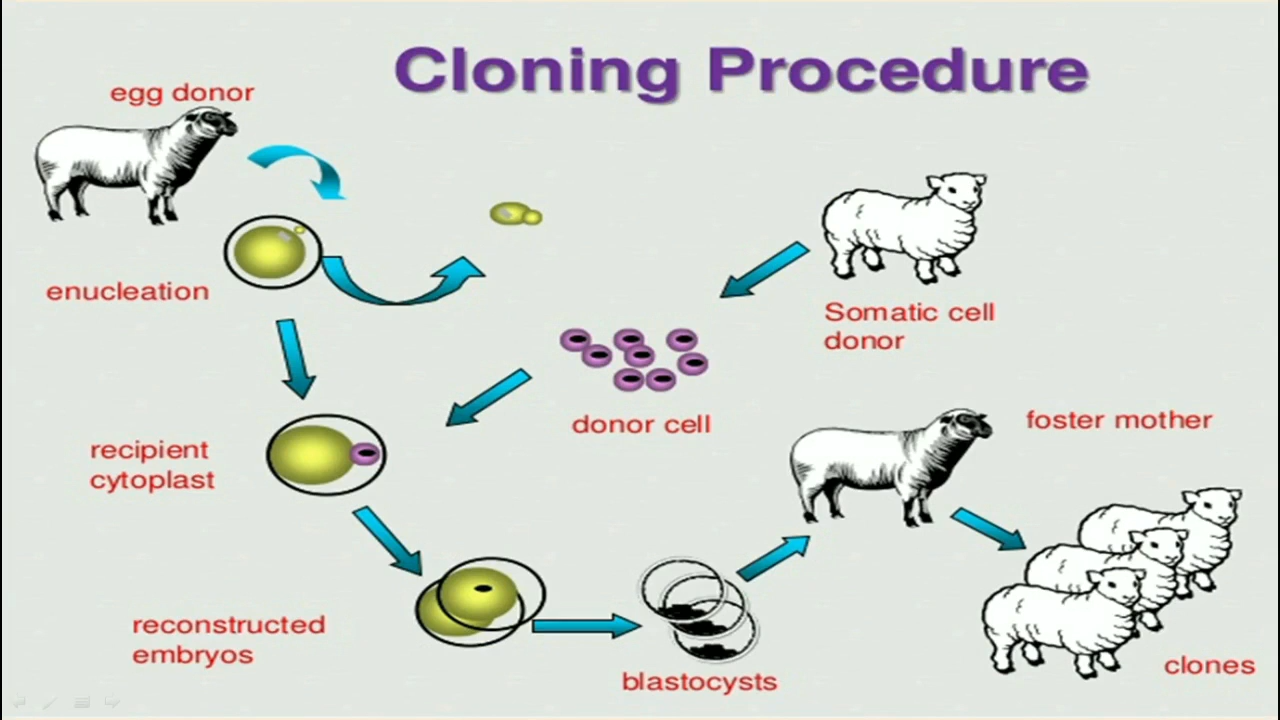 Cloning Procedure
egg donor
enucleation
Somatic cell
donor
donor cell
recipient
cytoplast
foster mother
reconstructed
embryos
blastocysts
clones